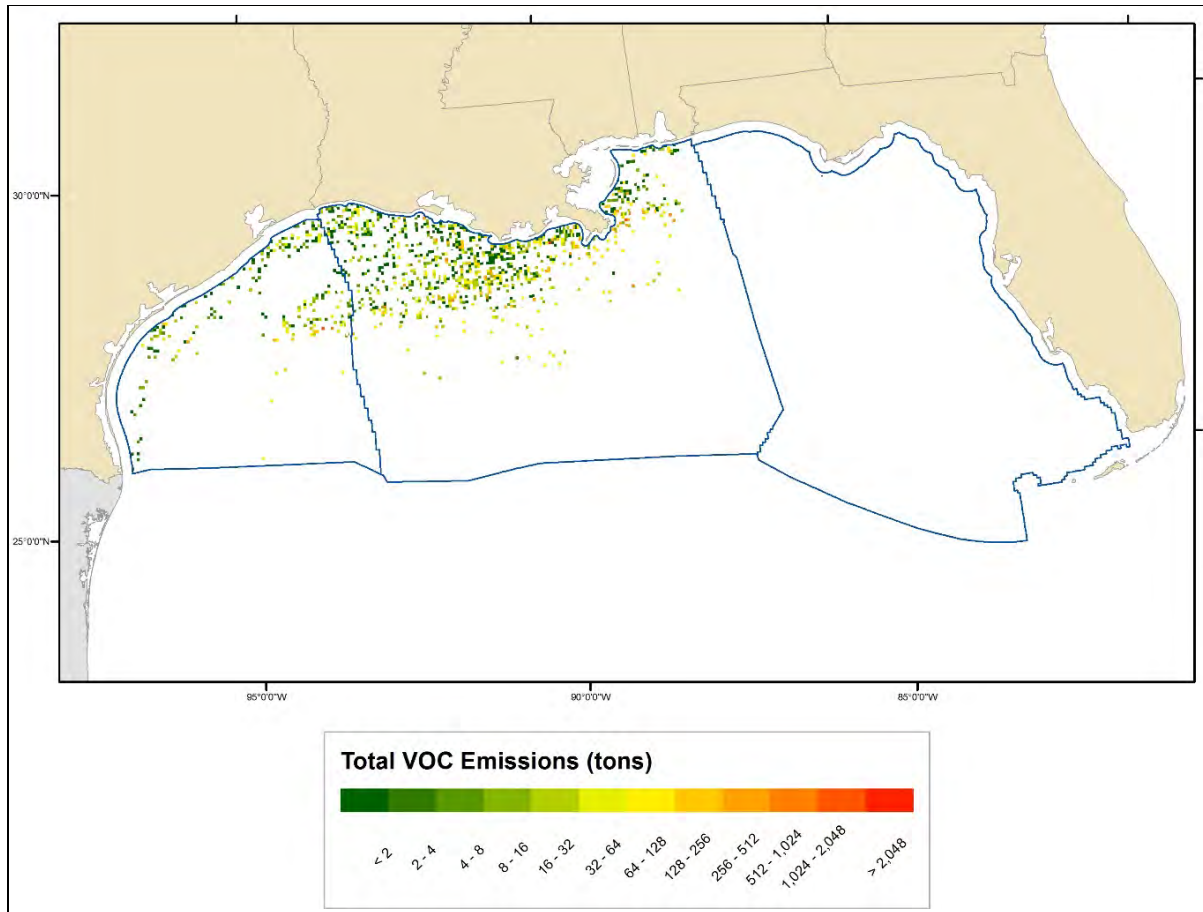 30°0'0"N
25°0'0"N
95°0'0"W
90°0'0"W
85°0'0"W
Total VOC Emissions (tons)
< 2
2 - 4
4 - 8
8 - 16
16 - 32
32 - 64
64 - 128
128 - 256
256 - 512
512 - 1,024
1,024 - 2,048
> 2,048